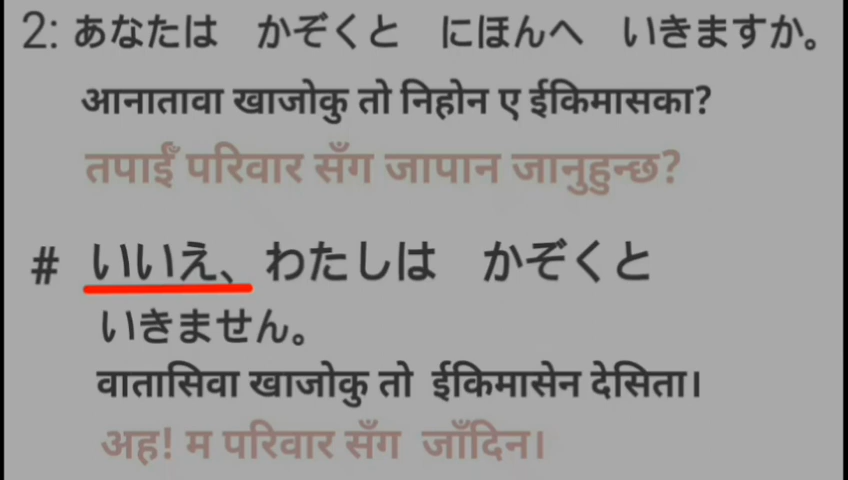 2: あなたは　かぞくと　にほんへ　いきますか。
आनातावा खाजोकु तो निहोन ए ईकिमासका?
तपाईँ परिवार सँग जापान जानुहुन्छ?
# いいえ、わたしは　かぞくと
いきません。
वातासिवा खाजोकु तो ईकिमासेन देसिता।
अह! म परिवार सँग जाँदिन।